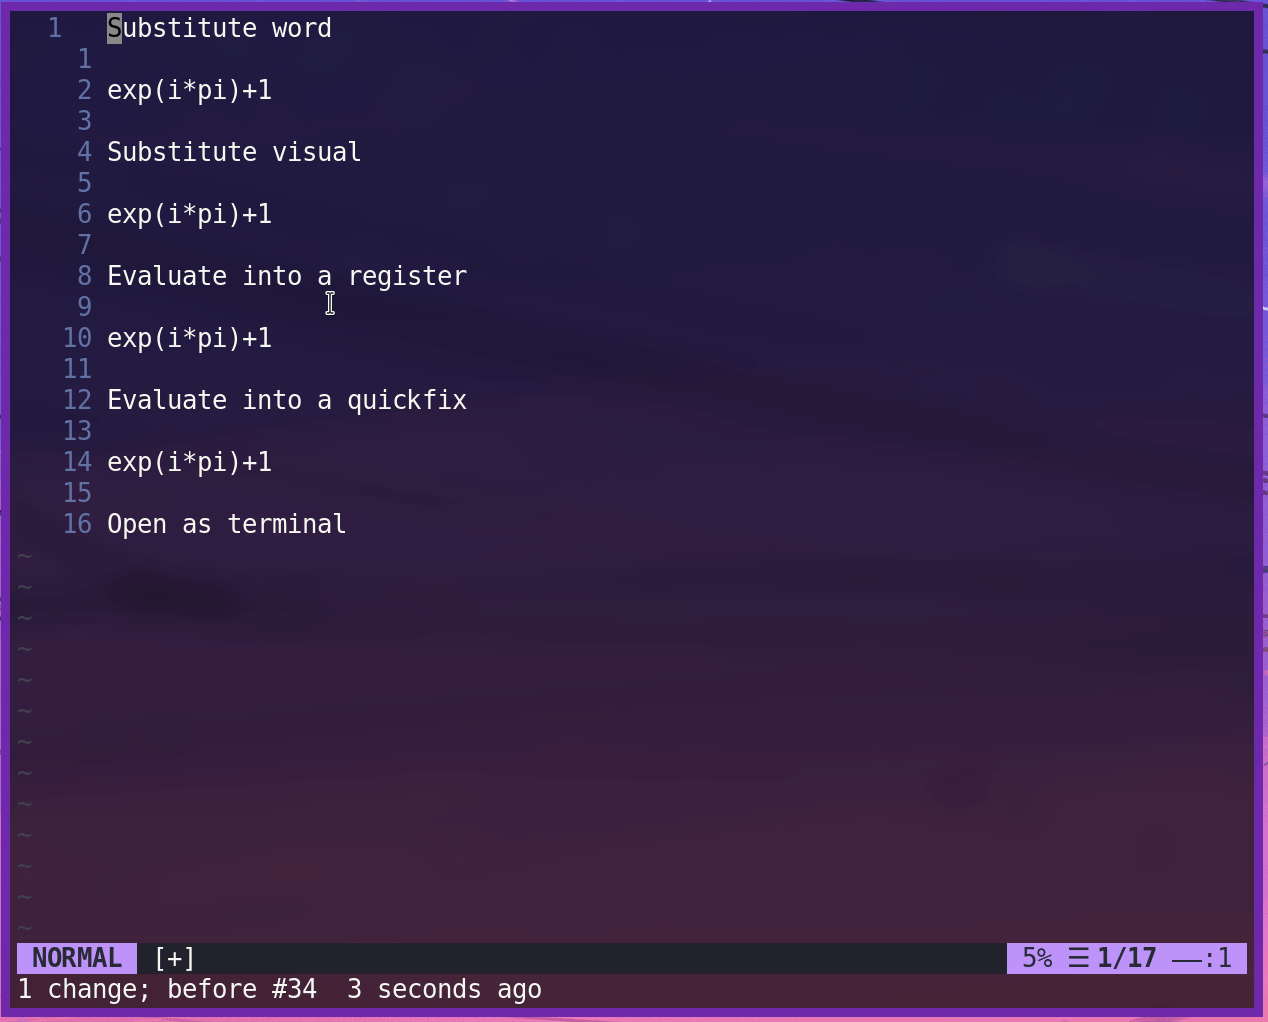 1 Substitute word
1
2 exp(i*pi)+1
3
4 Substitute visual
5
6 exp(i*pi)+1
7
8 Evaluate into a register
9
10 exp(i*pi)+1
11
12 Evaluate into a quickfix
13
14 exp(i*pi)+1
15
16 Open as terminal
~
~
~
~
~
~
~
~
~
~
~
~
~
NORMAL [+] 5% ☰ 1/17 —:1
1 change; before #34 3 seconds ago